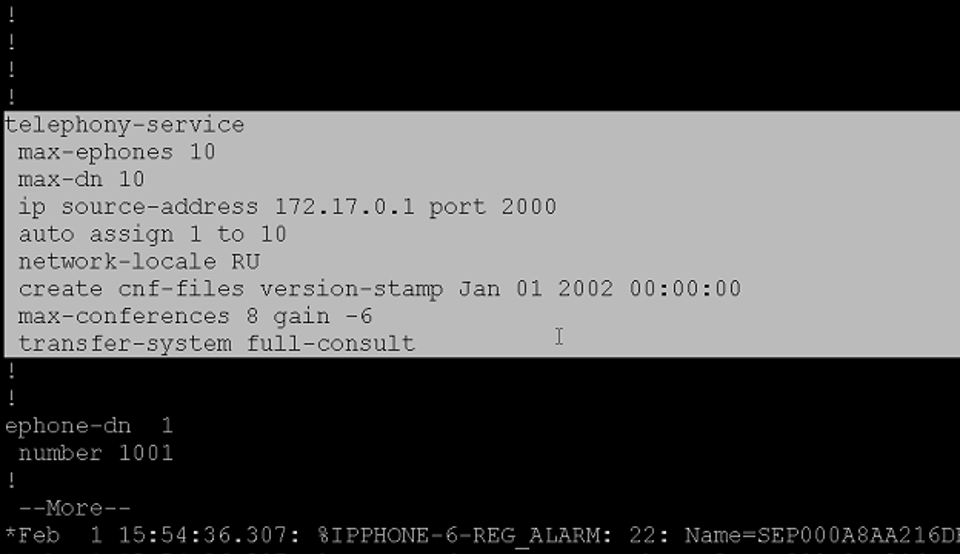 !
!
!
!
telephony-service
 max-ephones 10
 max-dn 10
 ip source-address 172.17.0.1 port 2000
 auto assign 1 to 10
 network-locale RU
 create cnf-files version-stamp Jan 01 2002 00:00:00
 max-conferences 8 gain -6
 transfer-system full-consult
!
!
ephone-dn  1
 number 1001
!
 --More--
*Feb  1 15:54:36.307: %IPPHONE-6-REG_ALARM: 22: Name=SEP000A8AA216D